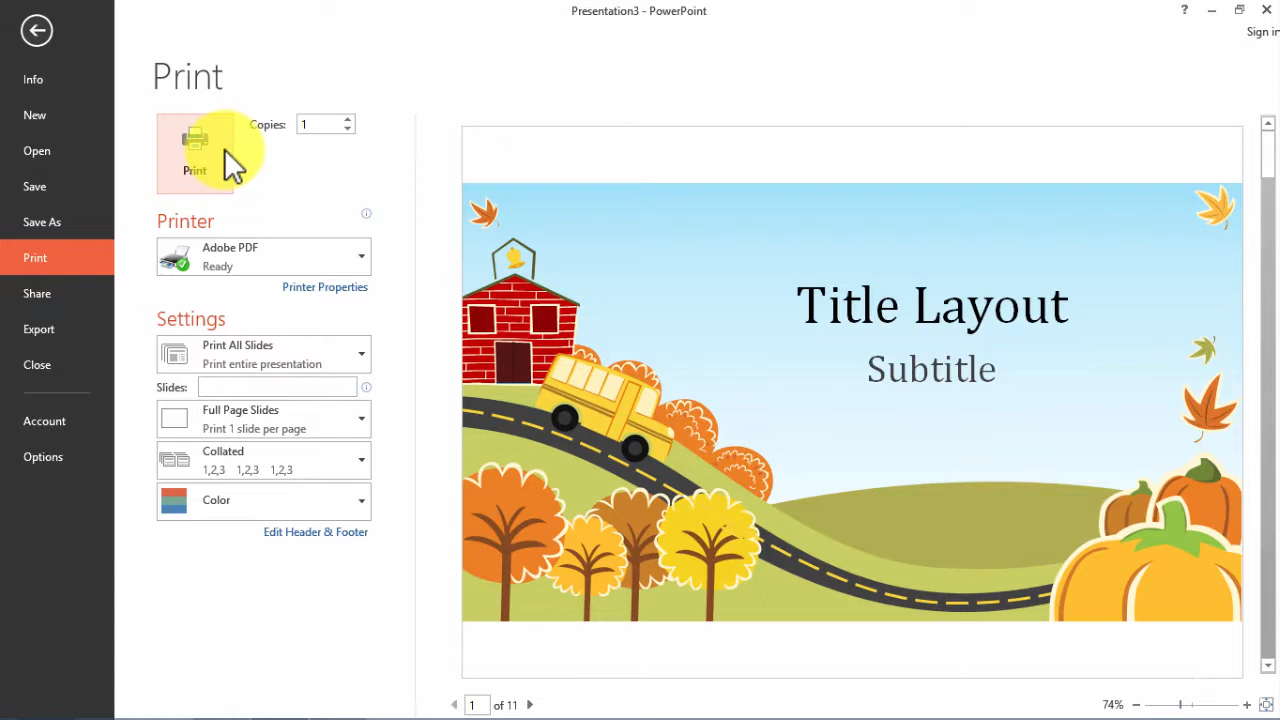 Presentation3 - PowerPoint
?
Sign in
Info
New
Open
Save
Save As
Print
Share
Export
Close
Account
Options
Print
Copies: 1
Print
Printer
Adobe PDF
Ready
Printer Properties
Settings
Print All Slides
Print entire presentation
Slides:
Full Page Slides
Print 1 slide per page
Collated
1,2,3 1,2,3 1,2,3
Color
Edit Header & Footer
Title Layout
Subtitle
1 of 11
74%